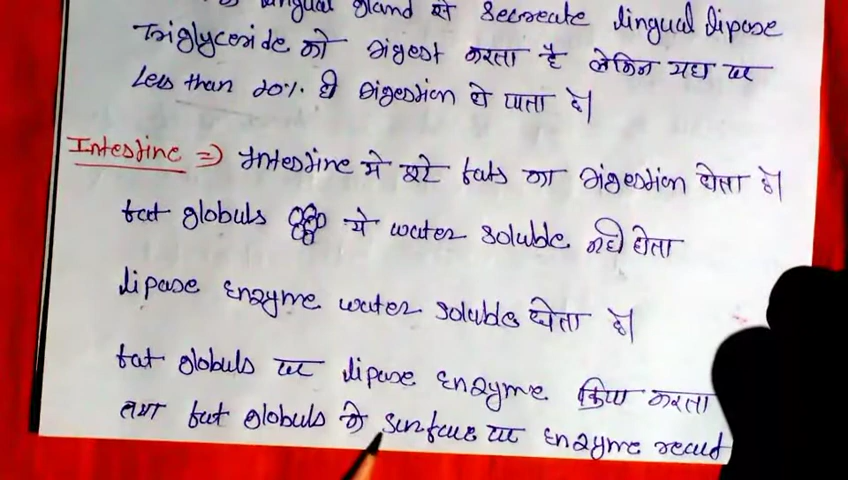 lingual gland से secreate lingual lipase
Triglyceride को digest करता है लेकिन यहा पर
Less than 20% ही digestion हो पाता है।
Intestine ⇒ Intestine मे fats का digestion होता है।
fat globuls ये water soluble नही होता
lipase enzyme water soluble होता है।
fat globuls पर lipase enzyme क्रिया करता
तथा fat globuls के surface पर enzyme react